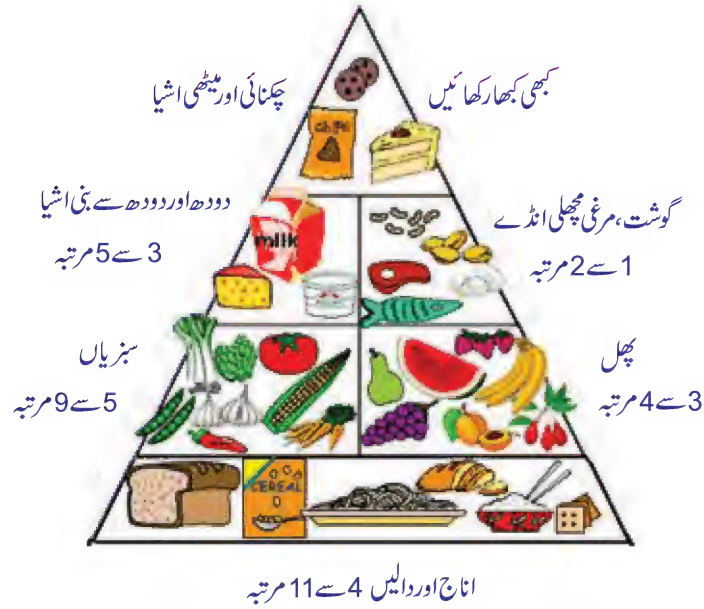 کبھی کبھار کھائیں
چکنائی اور میٹھی اشیا
chips
گوشت، مرغی مچھلی انڈے
1 سے 2 مرتبہ
دودھ اور دودھ سے بنی اشیا
3 سے 5 مرتبہ
milk
پھل
3 سے 4 مرتبہ
سبزیاں
5 سے 9 مرتبہ
CEREAL
اناج اور دالیں 4 سے 11 مرتبہ